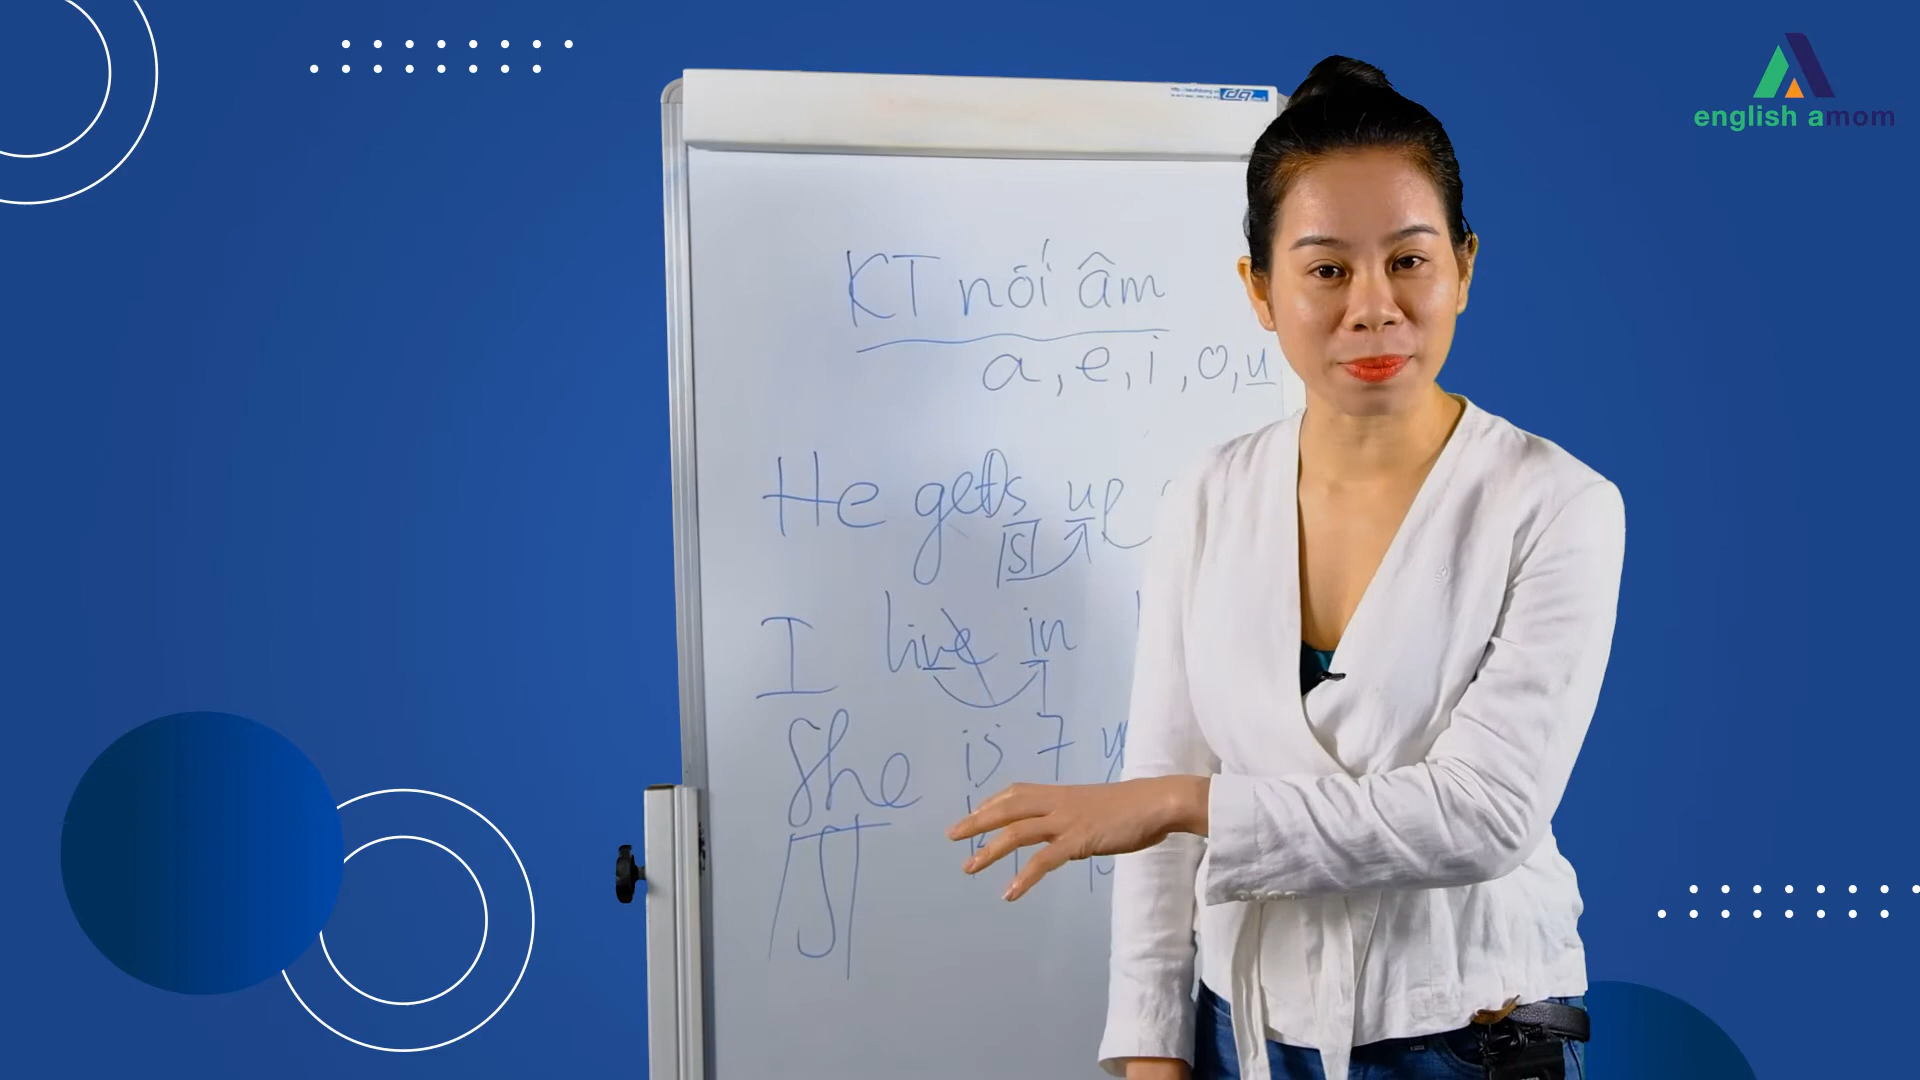 english amom
KT nối âm
a, e, i, o, u
He gets up
/s/
I live in
She is 7
/ʃ/